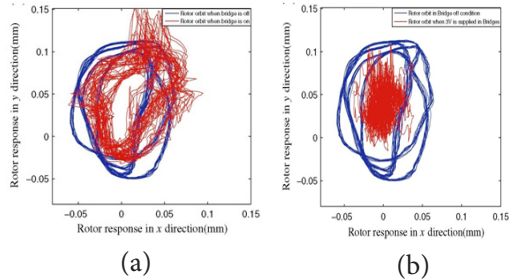 Rotor orbit when bridge is off
Rotor orbit when bridge is on
0.15
0.1
0.05
0
−0.05
Rotor response in y direction(mm)
−0.05
0
0.05
0.1
0.15
Rotor response in x direction(mm)
(a)
Rotor orbit in Bridge off condition
Rotor orbit when 3V is supplied in Bridges
0.15
0.1
0.05
0
−0.05
Rotor response in y direction(mm)
−0.05
0
0.05
0.1
0.15
Rotor response in x direction(mm)
(b)